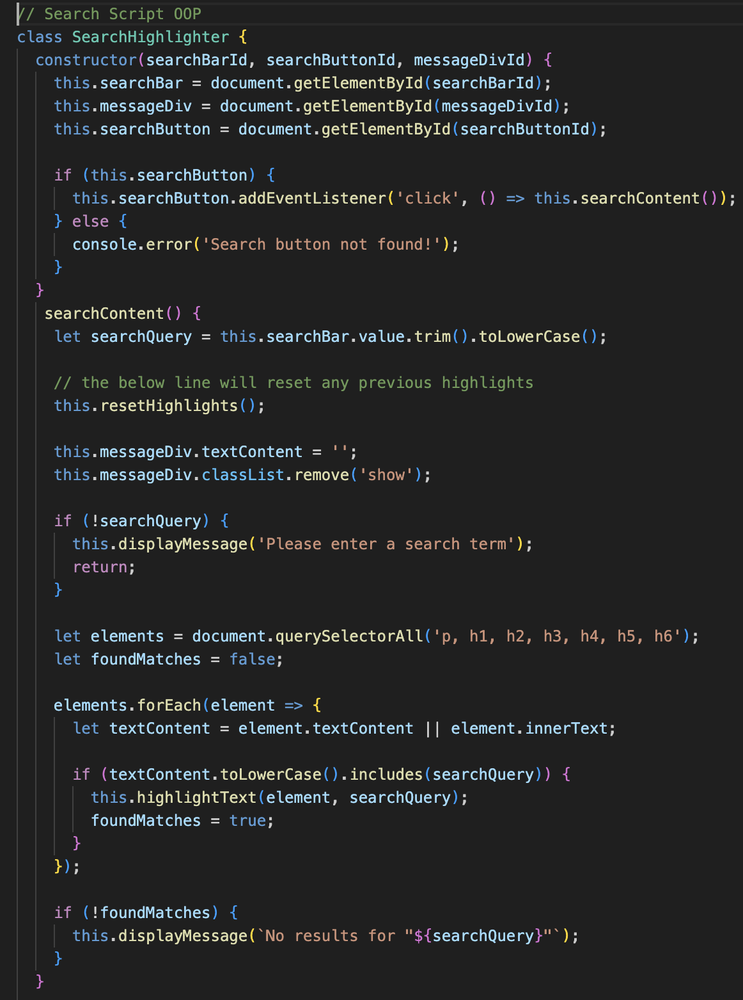 // Search Script OOP
class SearchHighlighter {
  constructor(searchBarId, searchButtonId, messageDivId) {
    this.searchBar = document.getElementById(searchBarId);
    this.messageDiv = document.getElementById(messageDivId);
    this.searchButton = document.getElementById(searchButtonId);

    if (this.searchButton) {
      this.searchButton.addEventListener('click', () => this.searchContent());
    } else {
      console.error('Search button not found!');
    }
  }
   searchContent() {
    let searchQuery = this.searchBar.value.trim().toLowerCase();

    // the below line will reset any previous highlights
    this.resetHighlights();

    this.messageDiv.textContent = '';
    this.messageDiv.classList.remove('show');

    if (!searchQuery) {
      this.displayMessage('Please enter a search term');
      return;
    }

    let elements = document.querySelectorAll('p, h1, h2, h3, h4, h5, h6');
    let foundMatches = false;

    elements.forEach(element => {
      let textContent = element.textContent || element.innerText;

      if (textContent.toLowerCase().includes(searchQuery)) {
        this.highlightText(element, searchQuery);
        foundMatches = true;
      }
    });

    if (!foundMatches) {
      this.displayMessage(`No results for "${searchQuery}"`);
    }
  }